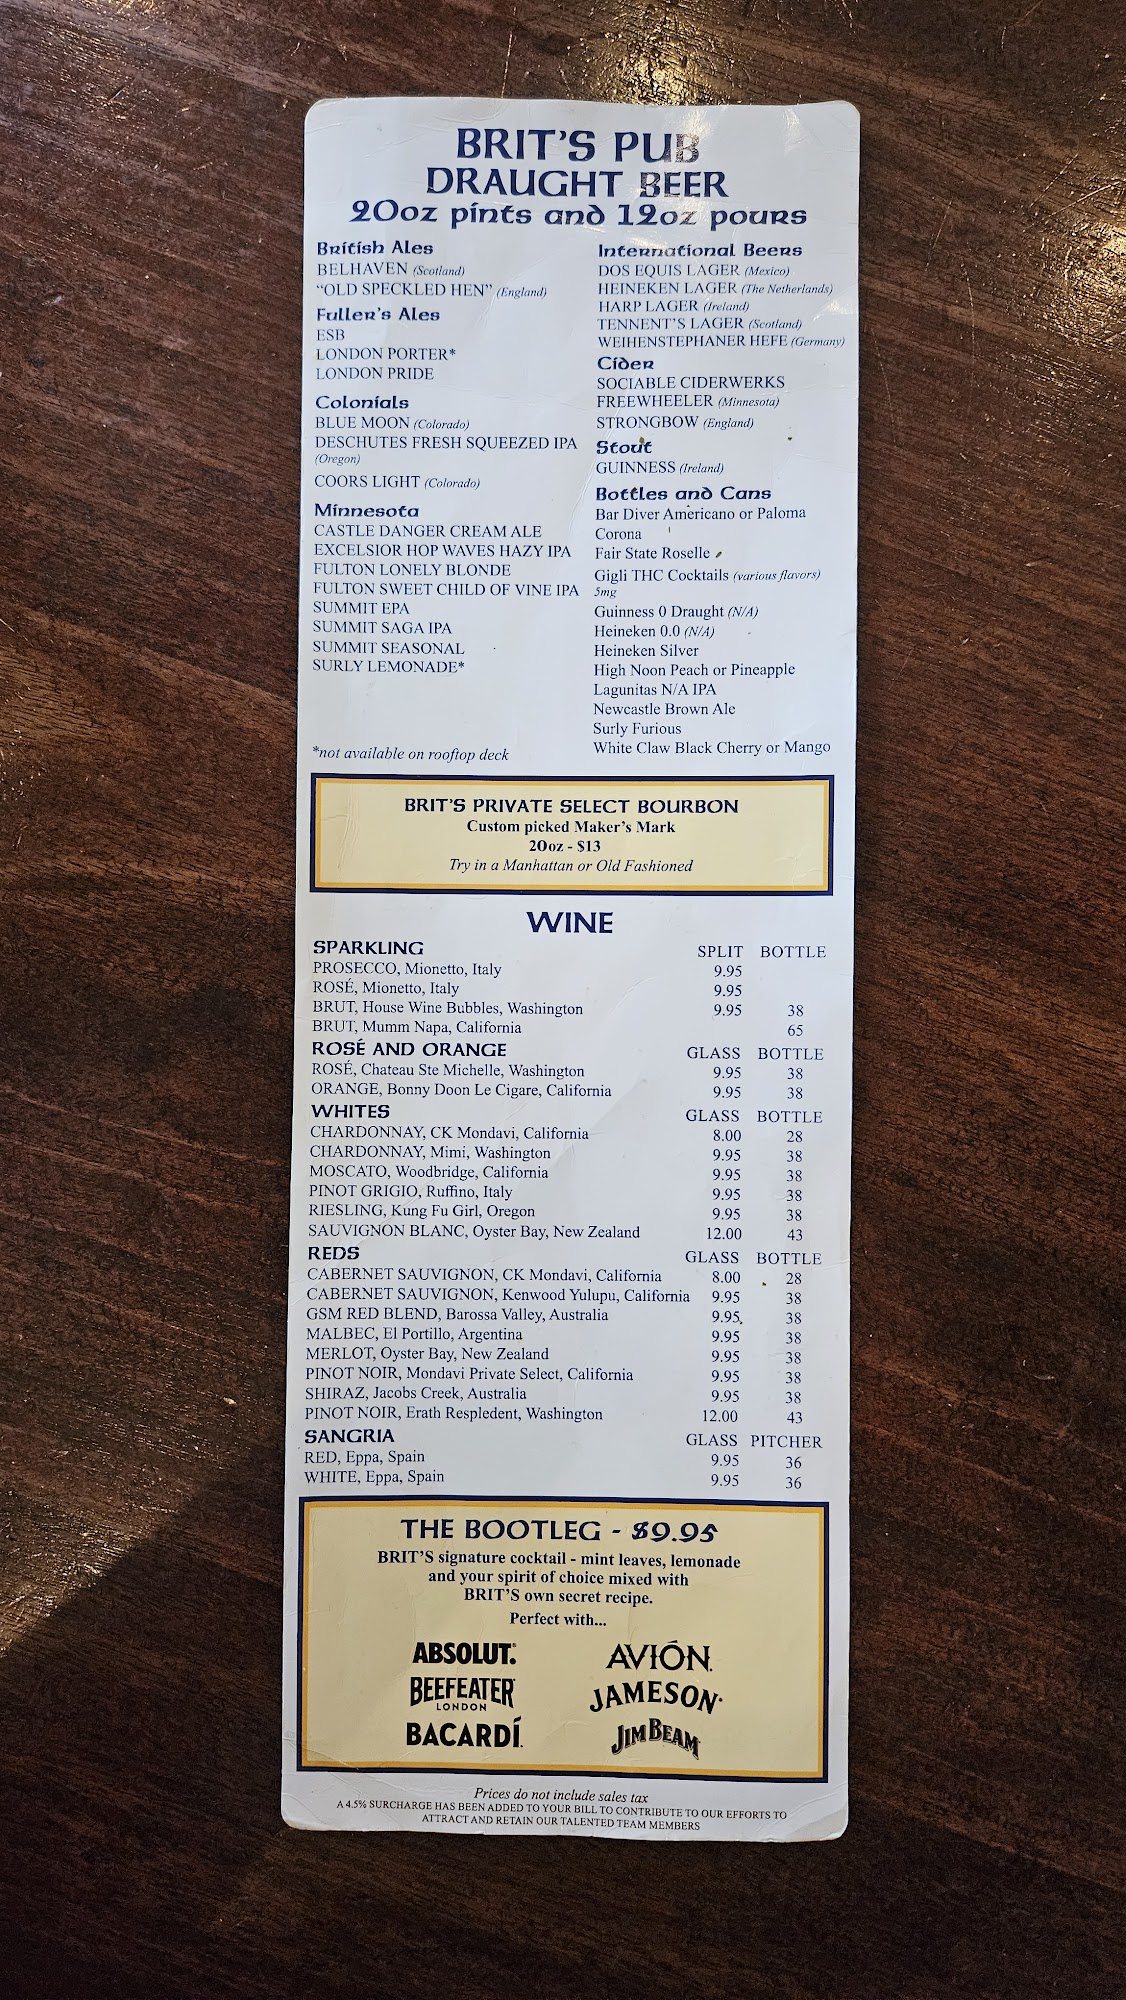 BRIT'S PUB
DRAUGHT BEER
20oz pints and 12oz pours
British Ales
BELHAVEN (Scotland)
"OLD SPECKLED HEN" (England)
Fuller's Ales
ESB
LONDON PORTER*
LONDON PRIDE
Colonials
BLUE MOON (Colorado)
DESCHUTES FRESH SQUEEZED IPA
(Oregon)
COORS LIGHT (Colorado)
Minnesota
CASTLE DANGER CREAM ALE
EXCELSIOR HOP WAVES HAZY IPA
FULTON LONELY BLONDE
FULTON SWEET CHILD OF VINE IPA
SUMMIT EPA
SUMMIT SAGA IPA
SUMMIT SEASONAL
SURLY LEMONADE*
*not available on rooftop deck
International Beers
DOS EQUIS LAGER (Mexico)
HEINEKEN LAGER (The Netherlands)
HARP LAGER (Ireland)
TENNENT'S LAGER (Scotland)
WEIHENSTEPHANER HEFE (Germany)
Cider
SOCIABLE CIDERWERKS
FREEWHEELER (Minnesota)
STRONGBOW (England)
Stout
GUINNESS (Ireland)
Bottles and Cans
Bar Diver Americano or Paloma
Corona
Fair State Roselle
Gigli THC Cocktails (various flavors)
5mg
Guinness 0 Draught (N/A)
Heineken 0.0 (N/A)
Heineken Silver
High Noon Peach or Pineapple
Lagunitas N/A IPA
Newcastle Brown Ale
Surly Furious
White Claw Black Cherry or Mango
BRIT'S PRIVATE SELECT BOURBON
Custom picked Maker's Mark
20oz - $13
Try in a Manhattan or Old Fashioned
WINE
SPARKLING SPLIT BOTTLE
PROSECCO, Mionetto, Italy 9.95
ROSÉ, Mionetto, Italy 9.95
BRUT, House Wine Bubbles, Washington 9.95 38
BRUT, Mumm Napa, California 65
ROSÉ AND ORANGE GLASS BOTTLE
ROSÉ, Chateau Ste Michelle, Washington 9.95 38
ORANGE, Bonny Doon Le Cigare, California 9.95 38
WHITES GLASS BOTTLE
CHARDONNAY, CK Mondavi, California 8.00 28
CHARDONNAY, Mimi, Washington 9.95 38
MOSCATO, Woodbridge, California 9.95 38
PINOT GRIGIO, Ruffino, Italy 9.95 38
RIESLING, Kung Fu Girl, Oregon 9.95 38
SAUVIGNON BLANC, Oyster Bay, New Zealand 12.00 43
REDS GLASS BOTTLE
CABERNET SAUVIGNON, CK Mondavi, California 8.00 28
CABERNET SAUVIGNON, Kenwood Yulupu, California 9.95 38
GSM RED BLEND, Barossa Valley, Australia 9.95 38
MALBEC, El Portillo, Argentina 9.95 38
MERLOT, Oyster Bay, New Zealand 9.95 38
PINOT NOIR, Mondavi Private Select, California 9.95 38
SHIRAZ, Jacobs Creek, Australia 9.95 38
PINOT NOIR, Erath Respledent, Washington 12.00 43
SANGRIA GLASS PITCHER
RED, Eppa, Spain 9.95 36
WHITE, Eppa, Spain 9.95 36
THE BOOTLEG - $9.95
BRIT'S signature cocktail - mint leaves, lemonade
and your spirit of choice mixed with
BRIT'S own secret recipe.
Perfect with...
ABSOLUT. AVIÓN.
BEEFEATER JAMESON
LONDON
BACARDÍ. JIM BEAM
Prices do not include sales tax
A 4.5% SURCHARGE HAS BEEN ADDED TO YOUR BILL TO CONTRIBUTE TO OUR EFFORTS TO
ATTRACT AND RETAIN OUR TALENTED TEAM MEMBERS